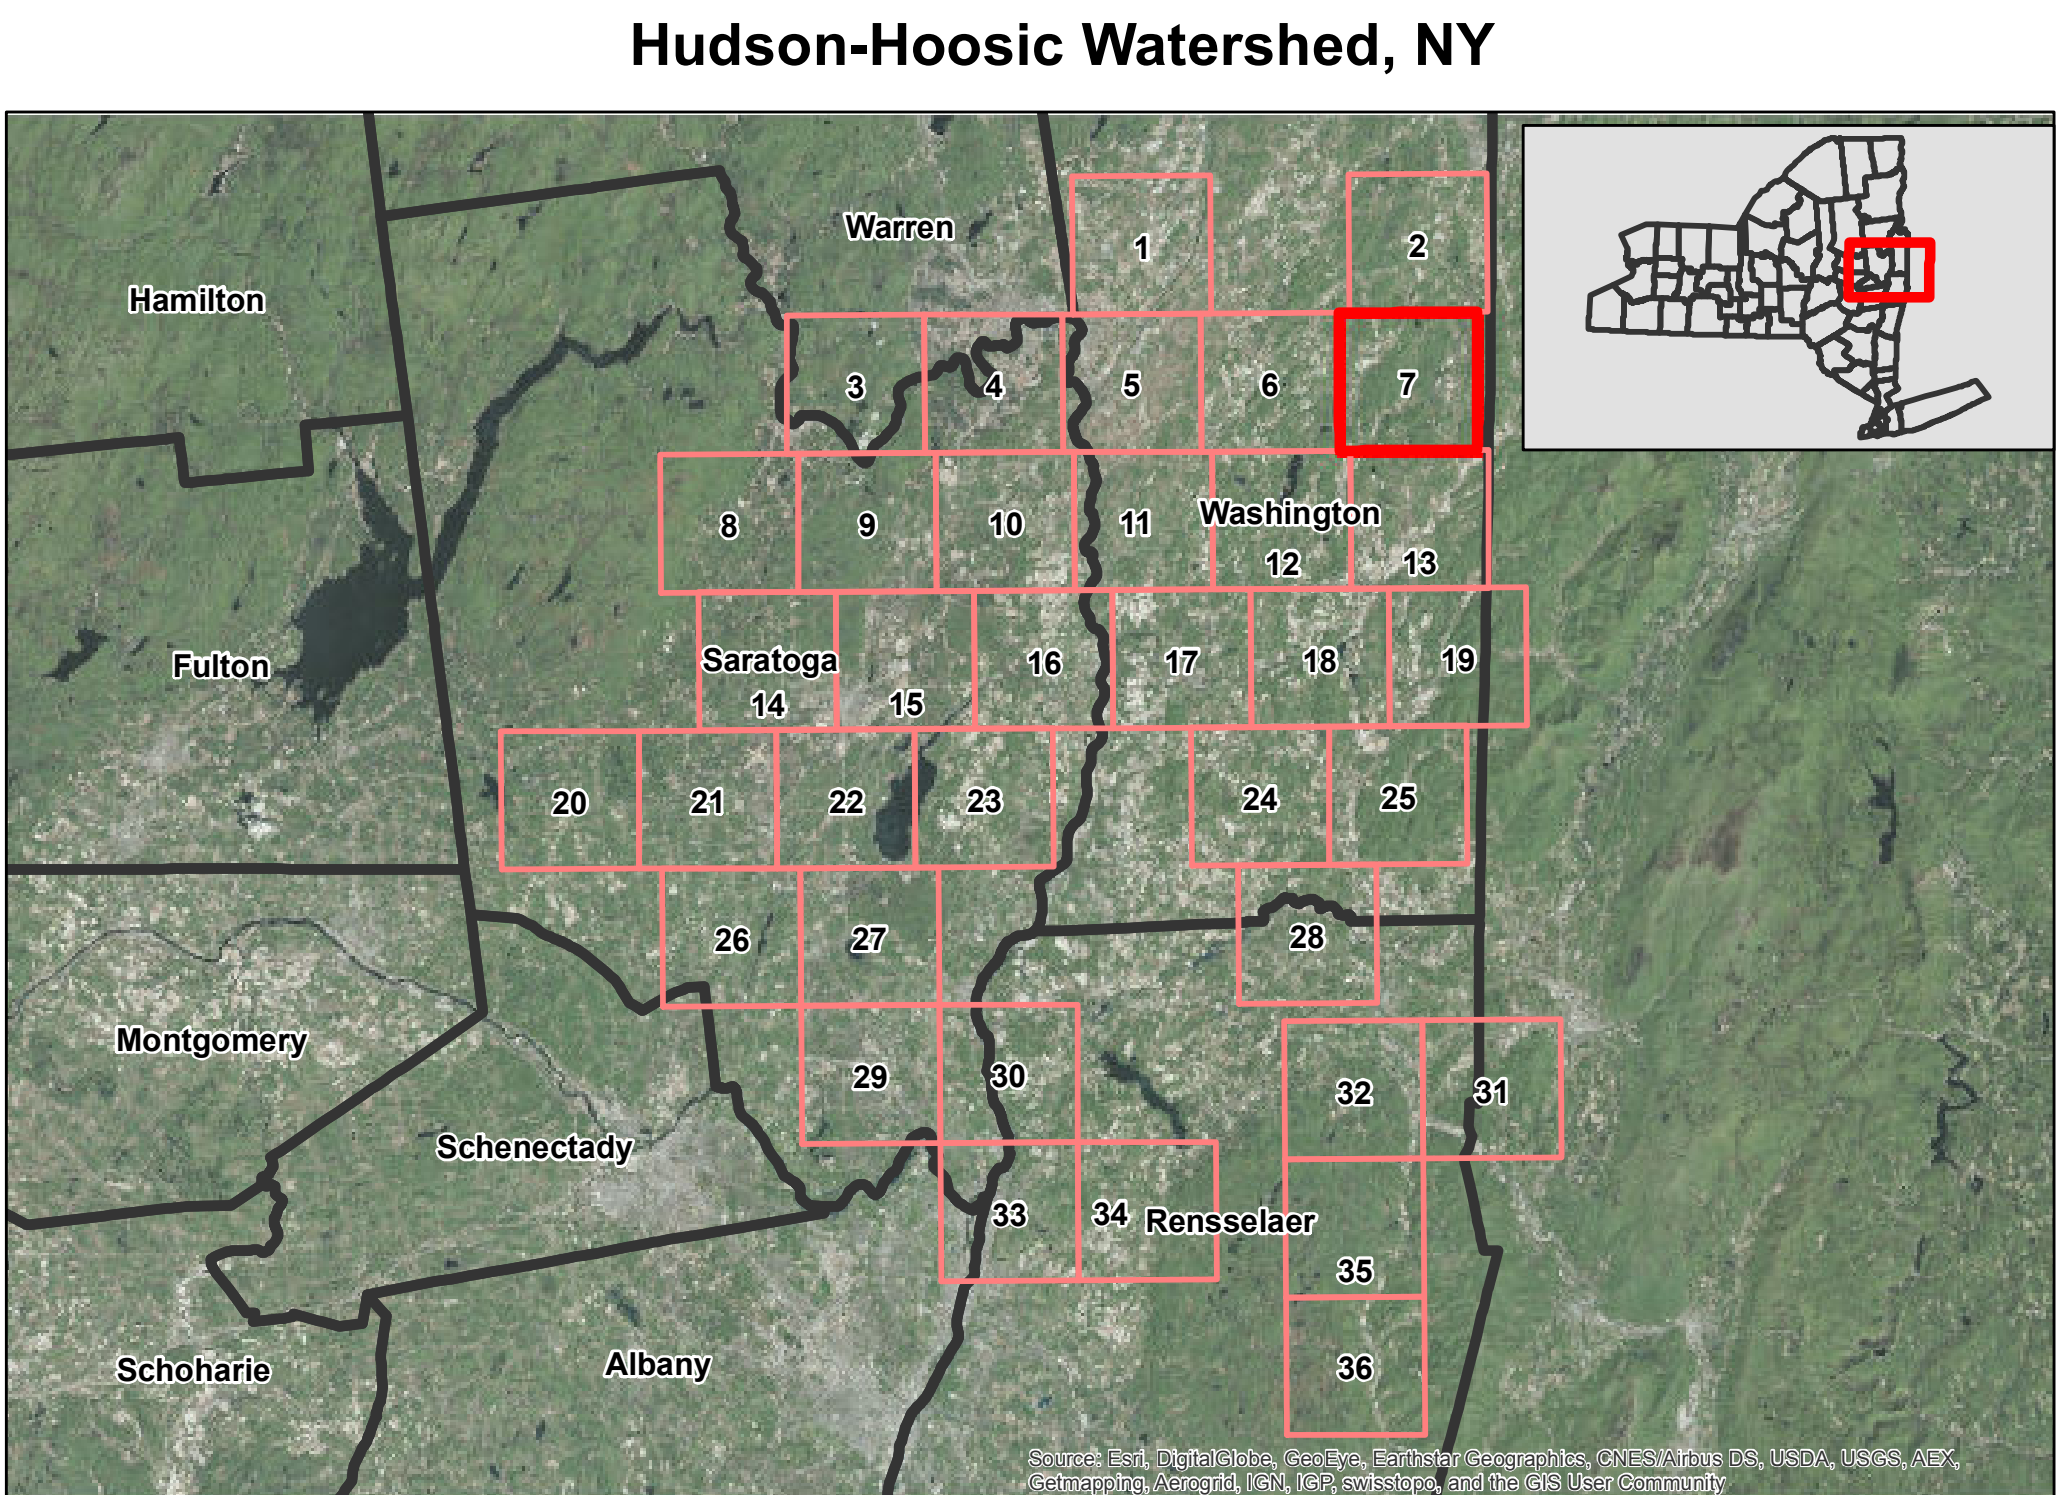 Hudson-Hoosic Watershed, NY
Warren
1
2
Hamilton
3
4
5
6
7
8
9
10
11
Washington
12
13
Fulton
Saratoga
14
15
16
17
18
19
20
21
22
23
24
25
26
27
28
Montgomery
29
30
32
31
Schenectady
33
34
Rensselaer
35
Schoharie
Albany
36
Source: Esri, DigitalGlobe, GeoEye, Earthstar Geographics, CNES/Airbus DS, USDA, USGS, AEX,
Getmapping, Aerogrid, IGN, IGP, swisstopo, and the GIS User Community